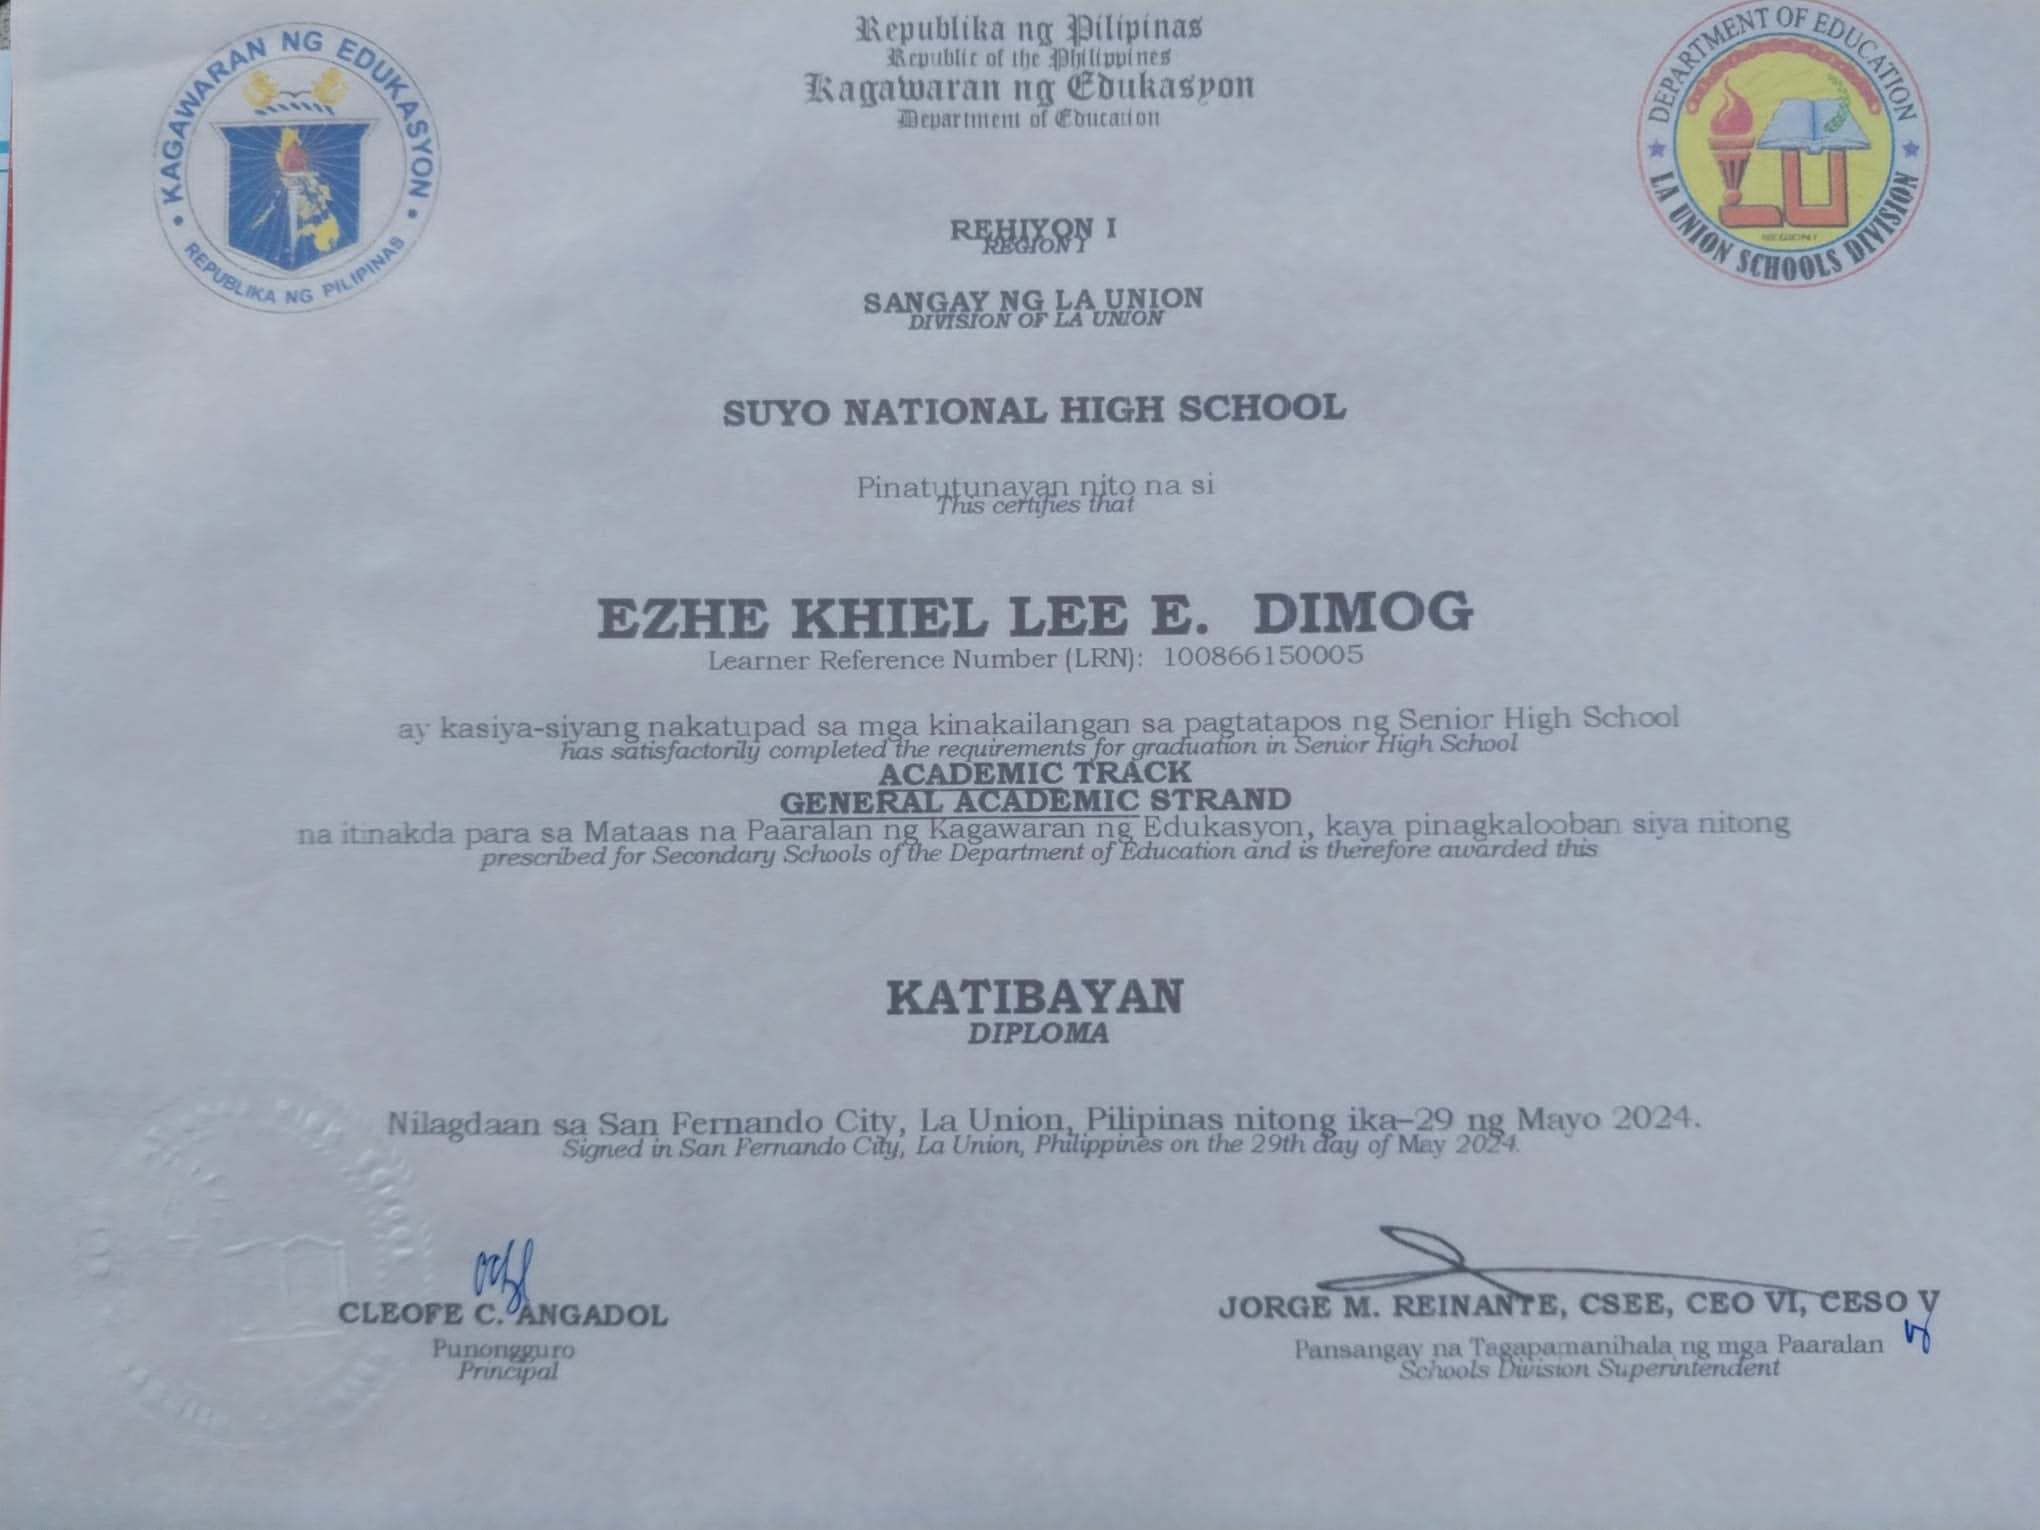 KAGAWARAN NG EDUKASYON
REPUBLIKA NG PILIPINAS
Republika ng Pilipinas
Republic of the Philippines
Kagawaran ng Edukasyon
Department of Education
DEPARTMENT OF EDUCATION
LU
REGION I
LA UNION SCHOOLS DIVISION
REHIYON I
REGION I
SANGAY NG LA UNION
DIVISION OF LA UNION
SUYO NATIONAL HIGH SCHOOL
Pinatutunayan nito na si
This certifies that
EZHE KHIEL LEE E. DIMOG
Learner Reference Number (LRN): 100866150005
ay kasiya-siyang nakatupad sa mga kinakailangan sa pagtatapos ng Senior High School
has satisfactorily completed the requirements for graduation in Senior High School
ACADEMIC TRACK
GENERAL ACADEMIC STRAND
na itinakda para sa Mataas na Paaralan ng Kagawaran ng Edukasyon, kaya pinagkalooban siya nitong
prescribed for Secondary Schools of the Department of Education and is therefore awarded this
KATIBAYAN
DIPLOMA
Nilagdaan sa San Fernando City, La Union, Pilipinas nitong ika–29 ng Mayo 2024.
Signed in San Fernando City, La Union, Philippines on the 29th day of May 2024.
CLEOFE C. ANGADOL
Punongguro
Principal
JORGE M. REINANTE, CSEE, CEO VI, CESO V
Pansangay na Tagapamanihala ng mga Paaralan
Schools Division Superintendent